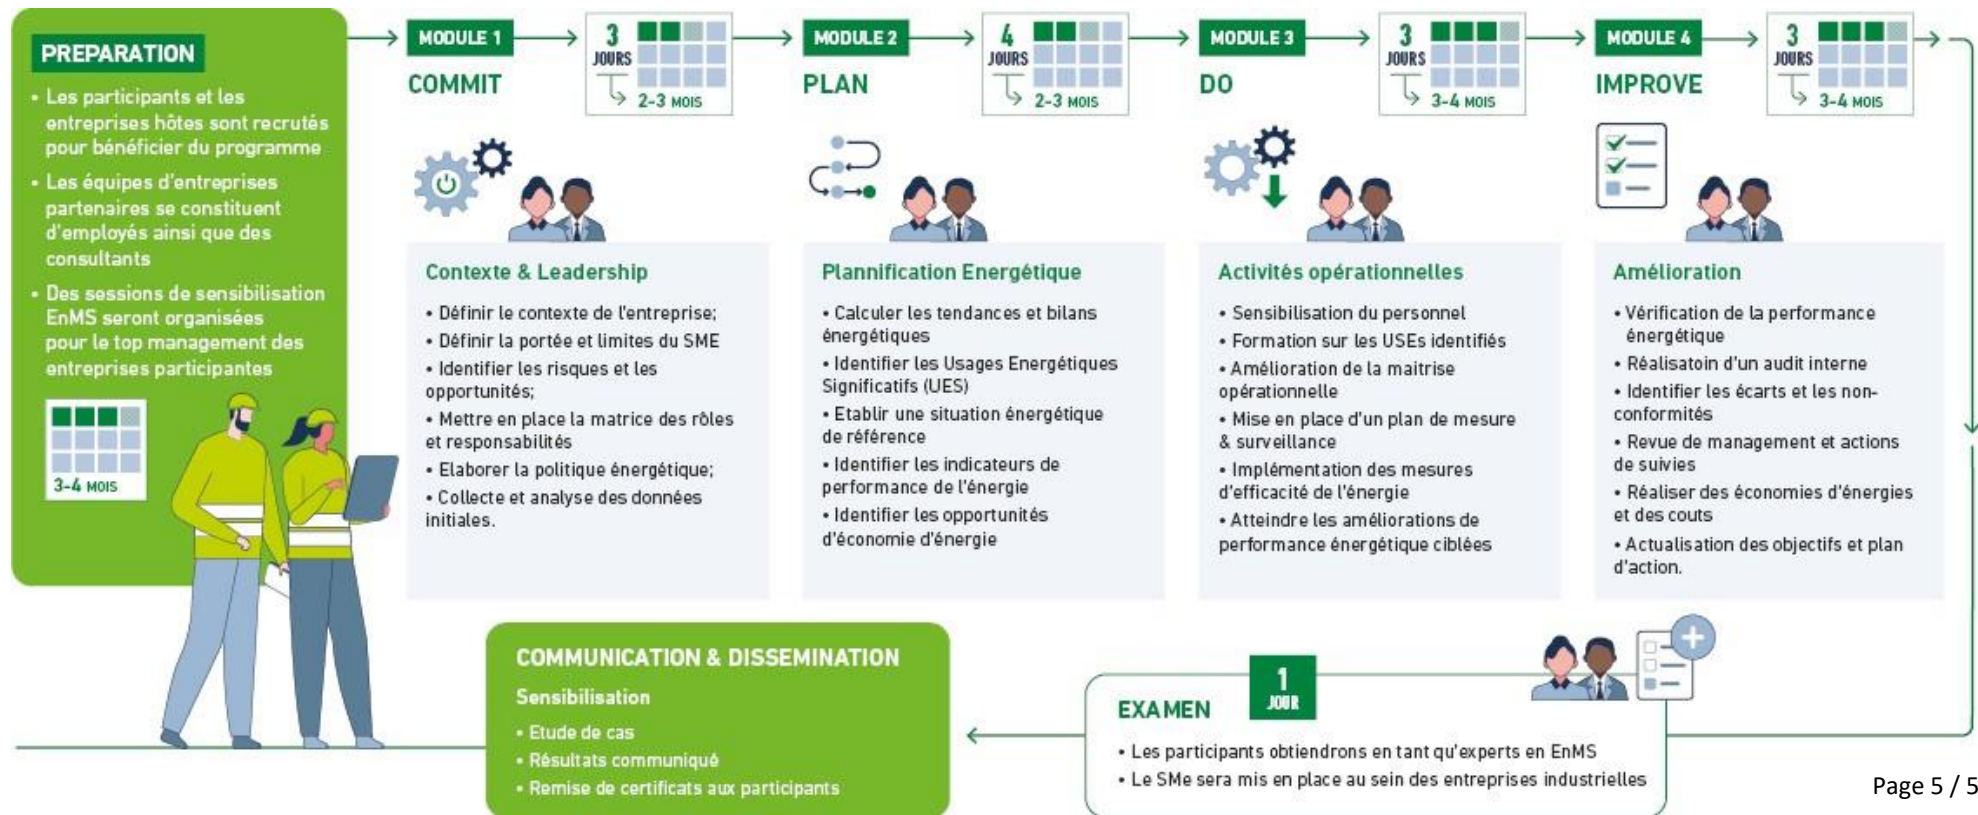 PREPARATION
• Les participants et les
entreprises hôtes sont recrutés
pour bénéficier du programme
• Les équipes d'entreprises
partenaires se constituent
d'employés ainsi que des
consultants
• Des sessions de sensibilisation
EnMS seront organisées
pour le top management des
entreprises participantes
3-4 MOIS
MODULE 1
COMMIT
3
JOURS
2-3 MOIS
Contexte & Leadership
• Définir le contexte de l'entreprise;
• Définir la portée et limites du SME
• Identifier les risques et les
opportunités;
• Mettre en place la matrice des rôles
et responsabilités
• Elaborer la politique énergétique;
• Collecte et analyse des données
initiales.
MODULE 2
PLAN
4
JOURS
2-3 MOIS
Plannification Energétique
• Calculer les tendances et bilans
énergétiques
• Identifier les Usages Energétiques
Significatifs (UES)
• Etablir une situation énergétique
de référence
• Identifier les indicateurs de
performance de l'énergie
• Identifier les opportunités
d'économie d'énergie
MODULE 3
DO
3
JOURS
3-4 MOIS
Activités opérationnelles
• Sensibilisation du personnel
• Formation sur les USEs identifiés
• Amélioration de la maitrise
opérationnelle
• Mise en place d'un plan de mesure
& surveillance
• Implémentation des mesures
d'efficacité de l'énergie
• Atteindre les améliorations de
performance énergétique ciblées
MODULE 4
IMPROVE
3
JOURS
3-4 MOIS
Amélioration
• Vérification de la performance
énergétique
• Réalisatoin d'un audit interne
• Identifier les écarts et les non-
conformités
• Revue de management et actions
de suivies
• Réaliser des économies d'énergies
et des couts
• Actualisation des objectifs et plan
d'action.
EXAMEN
1
JOUR
• Les participants obtiendrons en tant qu'experts en EnMS
• Le SMe sera mis en place au sein des entreprises industrielles
COMMUNICATION & DISSEMINATION
Sensibilisation
• Etude de cas
• Résultats communiqué
• Remise de certificats aux participants
Page 5 / 5